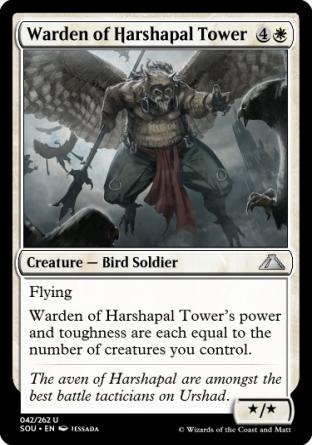 Warden of Harshapal Tower 4
Creature — Bird Soldier
Flying
Warden of Harshapal Tower's power
and toughness are each equal to the
number of creatures you control.
The aven of Harshapal are amongst the
best battle tacticians on Urshad.
★/★
042/262 U
SOU • EN JESSADA
© Wizards of the Coast and Matt